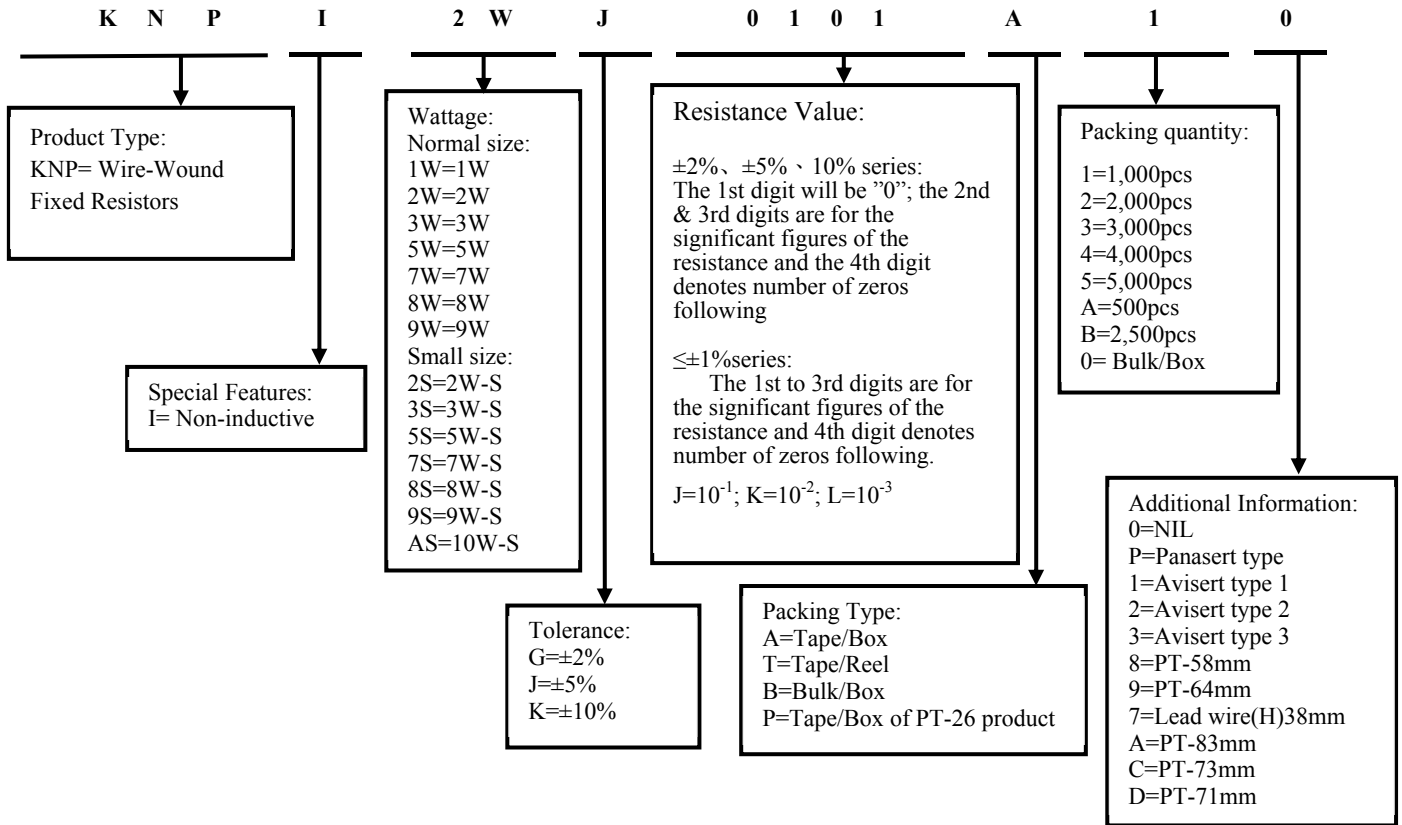 K N P I 2 W J 0 1 0 1 A 1 0
Product Type:
KNP= Wire-Wound
Fixed Resistors
Special Features:
I= Non-inductive
Wattage:
Normal size:
1W=1W
2W=2W
3W=3W
5W=5W
7W=7W
8W=8W
9W=9W
Small size:
2S=2W-S
3S=3W-S
5S=5W-S
7S=7W-S
8S=8W-S
9S=9W-S
AS=10W-S
Tolerance:
G=±2%
J=±5%
K=±10%
Resistance Value:
±2%、±5%、10% series:
The 1st digit will be ”0”; the 2nd
& 3rd digits are for the
significant figures of the
resistance and the 4th digit
denotes number of zeros
following
≤±1%series:
The 1st to 3rd digits are for
the significant figures of the
resistance and 4th digit denotes
number of zeros following.
J=10⁻¹; K=10⁻²; L=10⁻³
Packing Type:
A=Tape/Box
T=Tape/Reel
B=Bulk/Box
P=Tape/Box of PT-26 product
Packing quantity:
1=1,000pcs
2=2,000pcs
3=3,000pcs
4=4,000pcs
5=5,000pcs
A=500pcs
B=2,500pcs
0= Bulk/Box
Additional Information:
0=NIL
P=Panasert type
1=Avisert type 1
2=Avisert type 2
3=Avisert type 3
8=PT-58mm
9=PT-64mm
7=Lead wire(H)38mm
A=PT-83mm
C=PT-73mm
D=PT-71mm